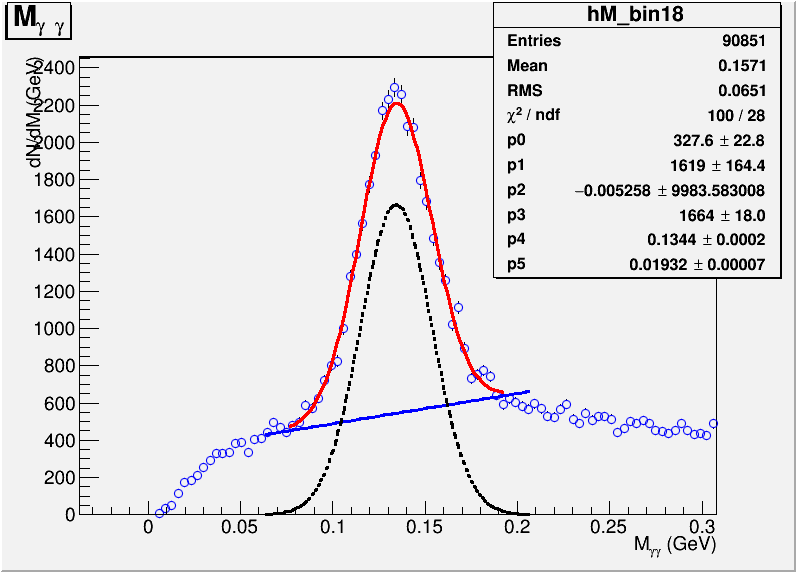 M_γγ
hM_bin18
Entries 90851
Mean 0.1571
RMS 0.0651
χ² / ndf 100 / 28
p0 327.6 ± 22.8
p1 1619 ± 164.4
p2 −0.005258 ± 9983.583008
p3 1664 ± 18.0
p4 0.1344 ± 0.0002
p5 0.01932 ± 0.00007
dN/dM (GeV)
2400
2200
2000
1800
1600
1400
1200
1000
800
600
400
200
0
0 0.05 0.1 0.15 0.2 0.25 0.3
M_γγ (GeV)